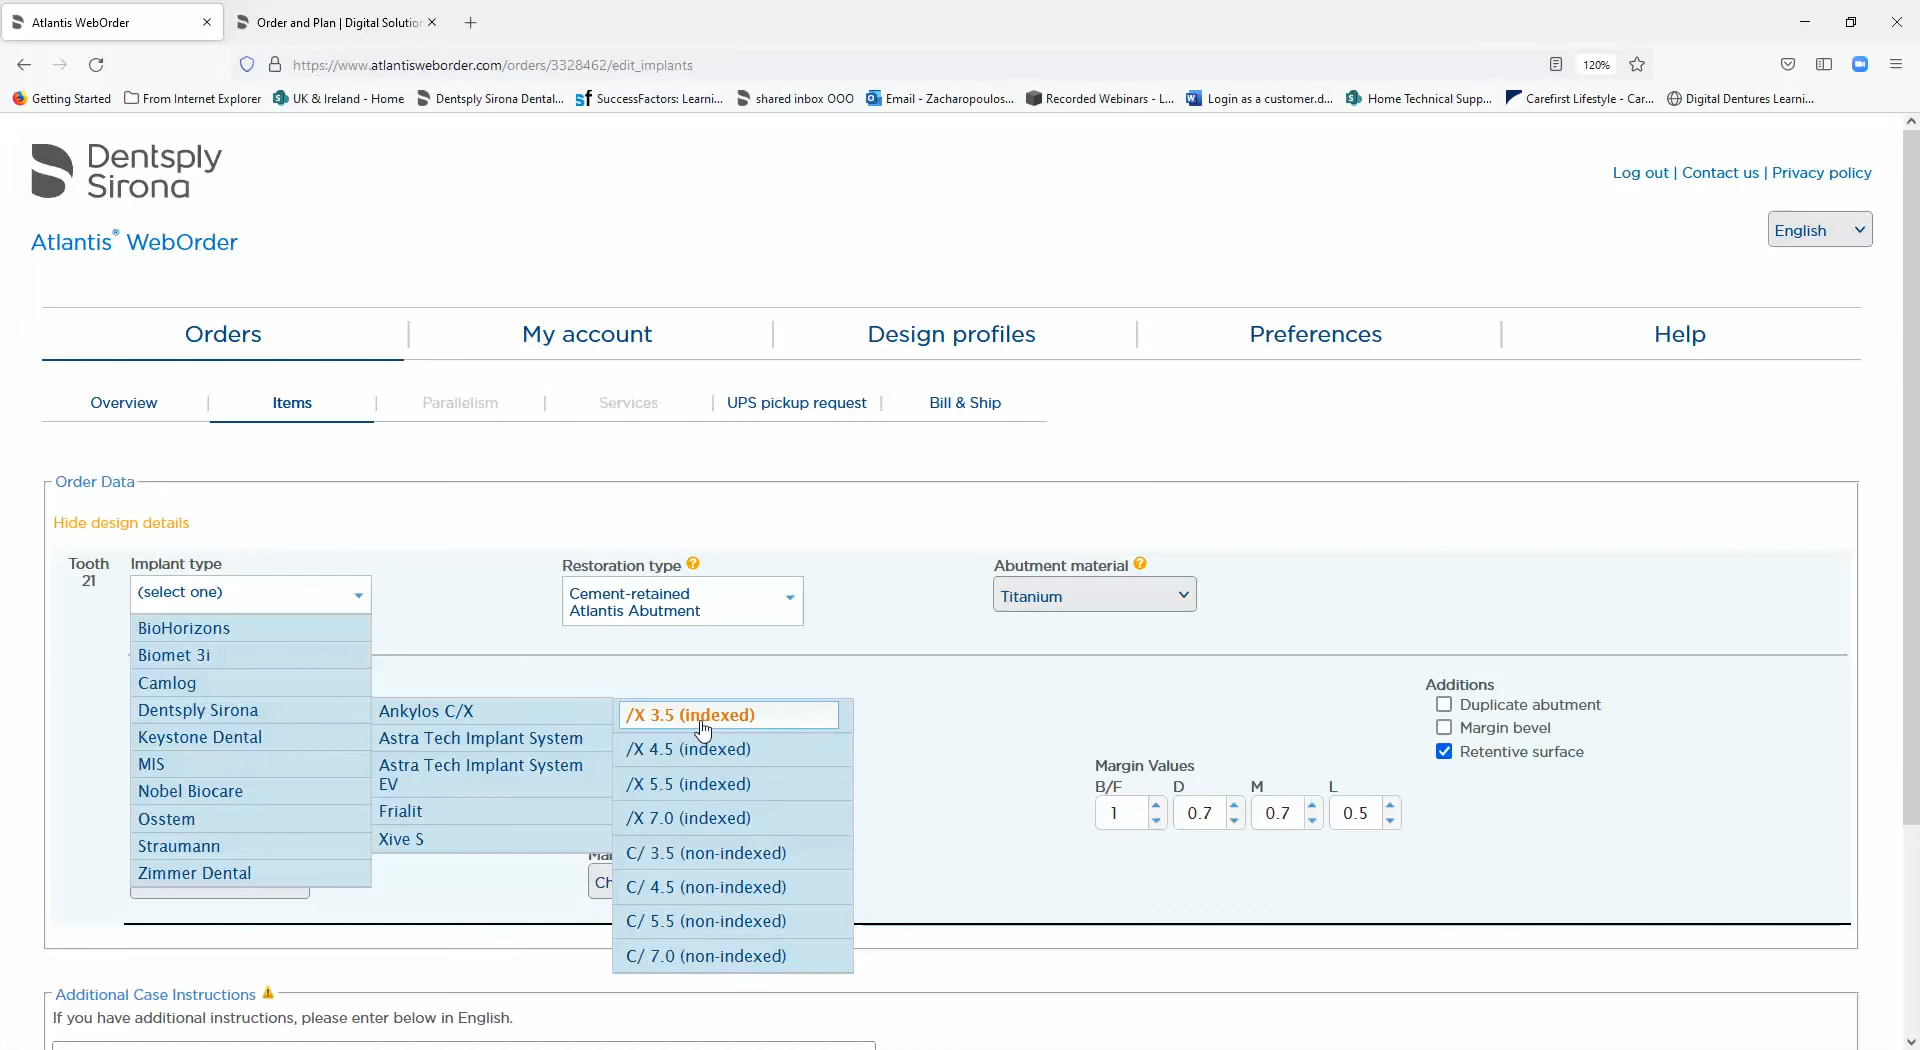 Atlantis WebOrder
Order and Plan | Digital Solution
https://www.atlantisweborder.com/orders/3328462/edit_implants
120%
Getting Started
From Internet Explorer
UK & Ireland - Home
Dentsply Sirona Dental...
SuccessFactors: Learni...
shared inbox OOO
Email - Zacharopoulos...
Recorded Webinars - L...
Login as a customer.d...
Home Technical Supp...
Carefirst Lifestyle - Car...
Digital Dentures Learni...
Dentsply
Sirona
Log out | Contact us | Privacy policy
Atlantis® WebOrder
English
Orders
My account
Design profiles
Preferences
Help
Overview
Items
Parallelism
Services
UPS pickup request
Bill & Ship
Order Data
Hide design details
Tooth
21
Implant type
(select one)
Restoration type
Cement-retained
Atlantis Abutment
Abutment material
Titanium
BioHorizons
Biomet 3i
Camlog
Dentsply Sirona
Keystone Dental
MIS
Nobel Biocare
Osstem
Straumann
Zimmer Dental
Ankylos C/X
Astra Tech Implant System
Astra Tech Implant System
EV
Frialit
Xive S
/X 3.5 (indexed)
/X 4.5 (indexed)
/X 5.5 (indexed)
/X 7.0 (indexed)
C/ 3.5 (non-indexed)
C/ 4.5 (non-indexed)
C/ 5.5 (non-indexed)
C/ 7.0 (non-indexed)
Ch
Margin Values
B/F D M L
1 0.7 0.7 0.5
Additions
Duplicate abutment
Margin bevel
Retentive surface
Additional Case Instructions
If you have additional instructions, please enter below in English.